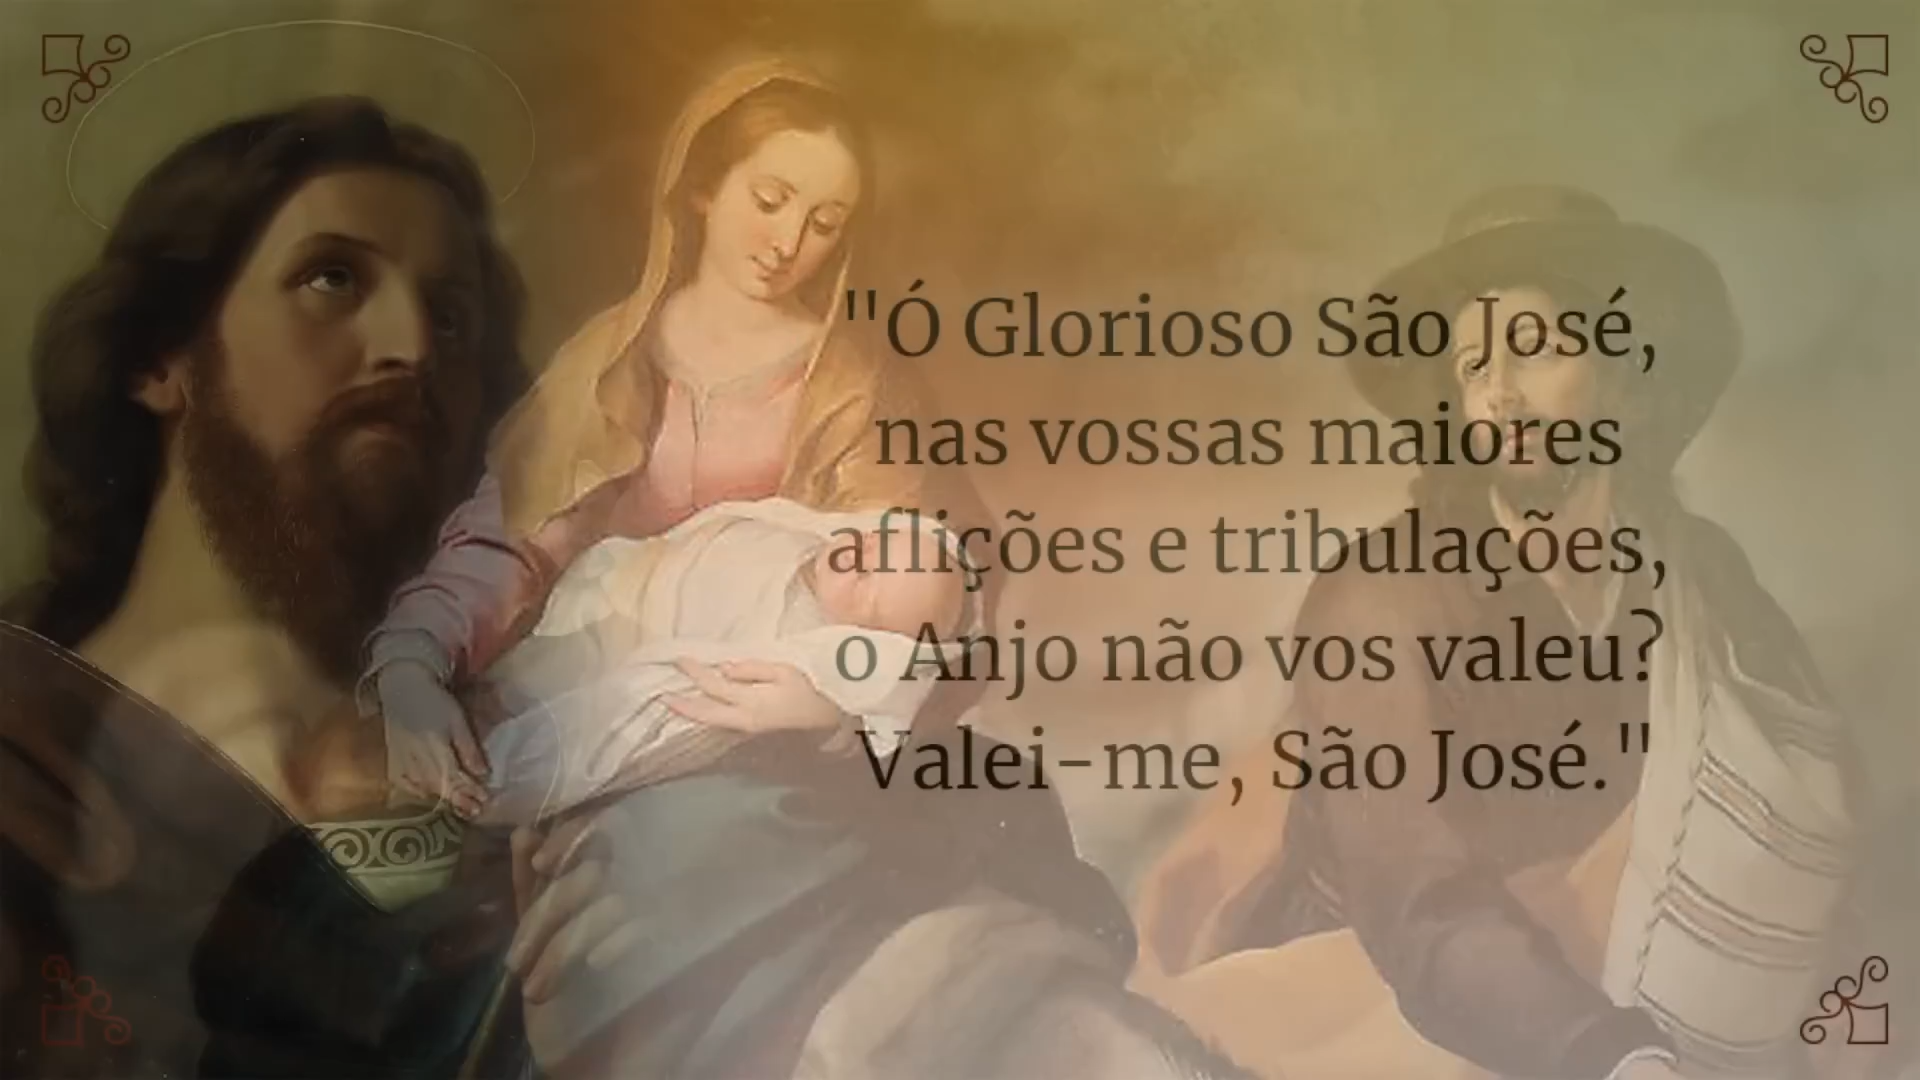 "Ó Glorioso São José,
nas vossas maiores
aflições e tribulações,
o Anjo não vos valeu?
Valei-me, São José."